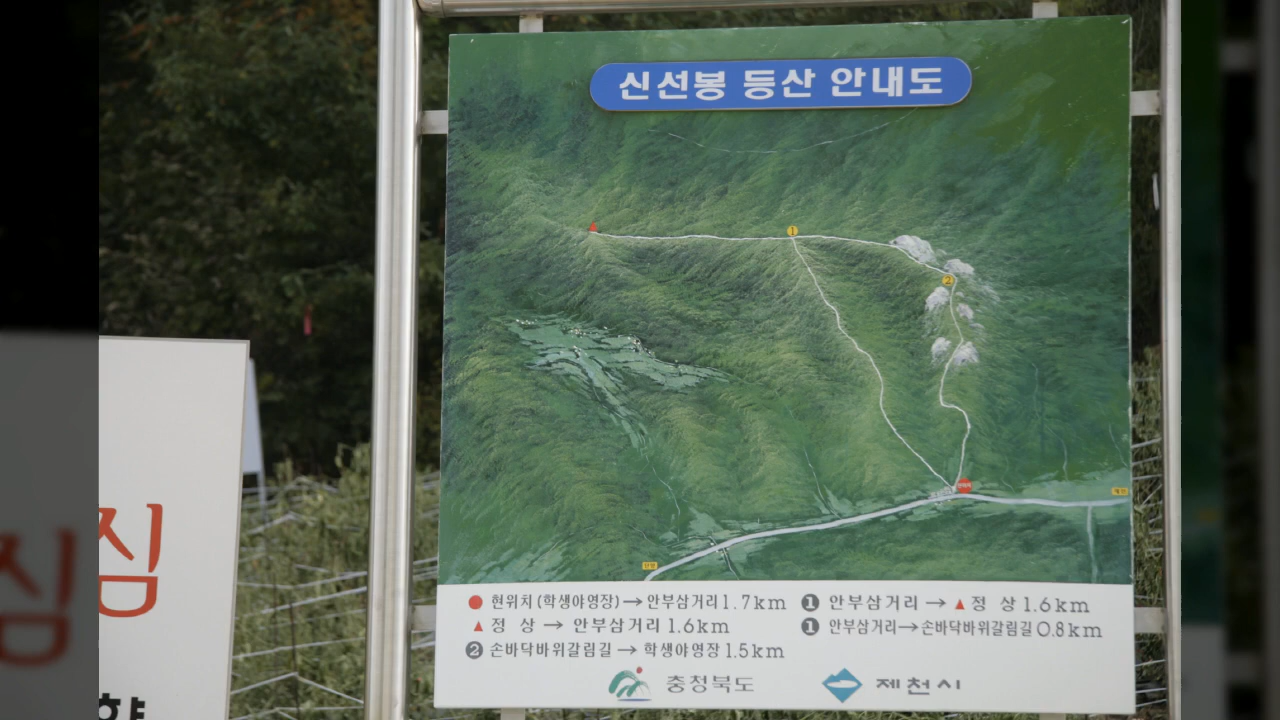 신선봉 등산 안내도
1
2
현위치(학생야영장)→안부삼거리1.7km
▲정 상→ 안부삼거리 1.6km
❷손바닥바위갈림길→학생야영장1.5km
❶안부삼거리→▲정 상1.6km
❶안부삼거리→손바닥바위갈림길0.8km
충청북도
제천시
심
향